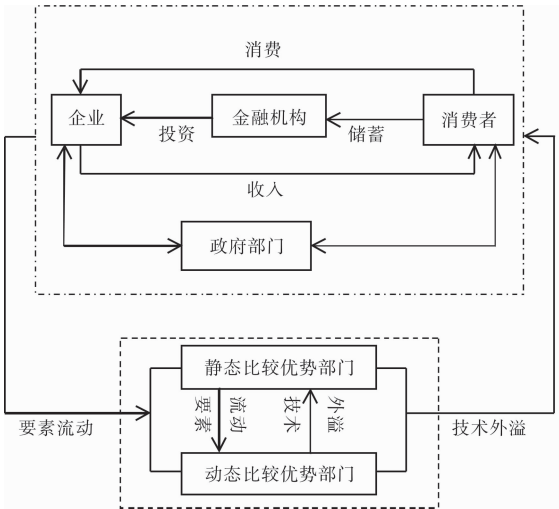 消费
企业
金融机构
消费者
投资
储蓄
收入
政府部门
静态比较优势部门
要素
流动
技术
外溢
要素流动
技术外溢
动态比较优势部门